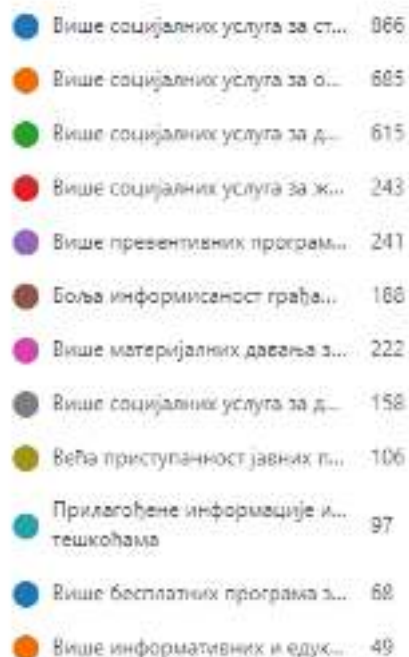 Више социјалних услуга за ст... 866
Више социјалних услуга за о... 685
Више социјалних услуга за д... 615
Више социјалних услуга за ж... 243
Више превентивних програм... 241
Боља информисаност грађа... 188
Више материјалних давања з... 222
Више социјалних услуга за д... 158
Већа приступачност јавних п... 106
Прилагођене информације и... 97
тешкоћама
Више бесплатних програма з... 68
Више информативних и едук... 49